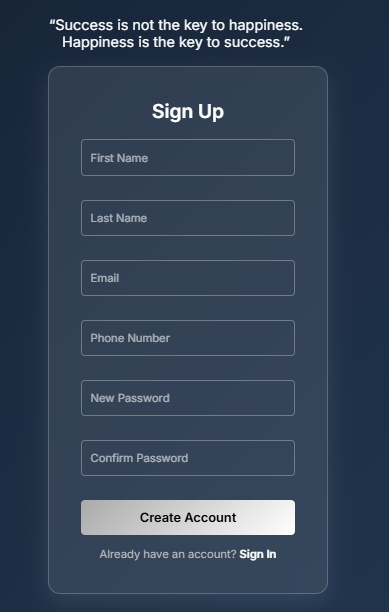 “Success is not the key to happiness.
Happiness is the key to success.”
Sign Up
First Name
Last Name
Email
Phone Number
New Password
Confirm Password
Create Account
Already have an account? Sign In